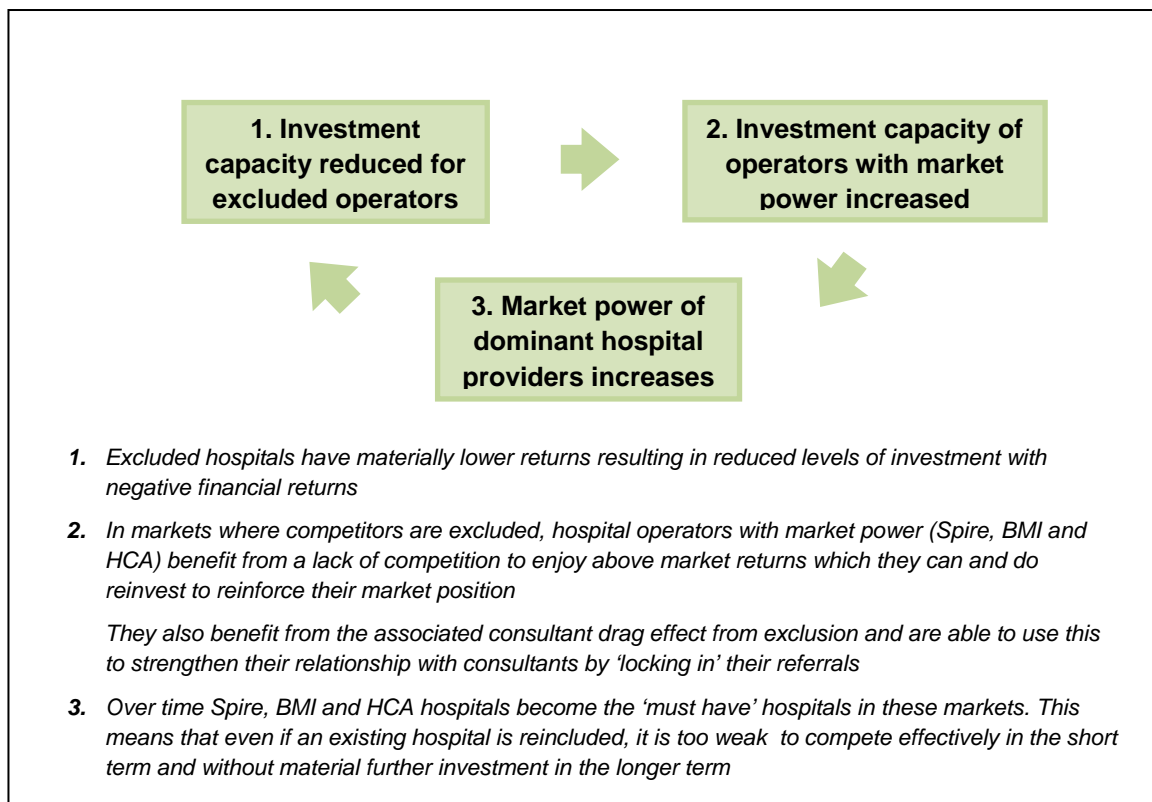 1. Investment
capacity reduced for
excluded operators
2. Investment capacity of
operators with market
power increased
3. Market power of
dominant hospital
providers increases
1. Excluded hospitals have materially lower returns resulting in reduced levels of investment with
negative financial returns
2. In markets where competitors are excluded, hospital operators with market power (Spire, BMI and
HCA) benefit from a lack of competition to enjoy above market returns which they can and do
reinvest to reinforce their market position
They also benefit from the associated consultant drag effect from exclusion and are able to use this
to strengthen their relationship with consultants by ‘locking in’ their referrals
3. Over time Spire, BMI and HCA hospitals become the ‘must have’ hospitals in these markets. This
means that even if an existing hospital is reincluded, it is too weak to compete effectively in the short
term and without material further investment in the longer term